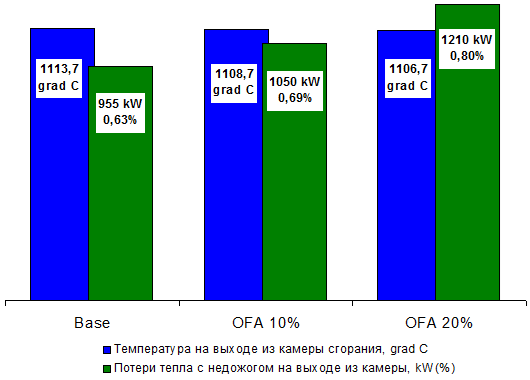 1113,7
grad C
955 kW
0,63%
1108,7
grad C
1050 kW
0,69%
1106,7
grad C
1210 kW
0,80%
Base
OFA 10%
OFA 20%
Температура на выходе из камеры сгорания, grad C
Потери тепла с недожогом на выходе из камеры, kW(%)